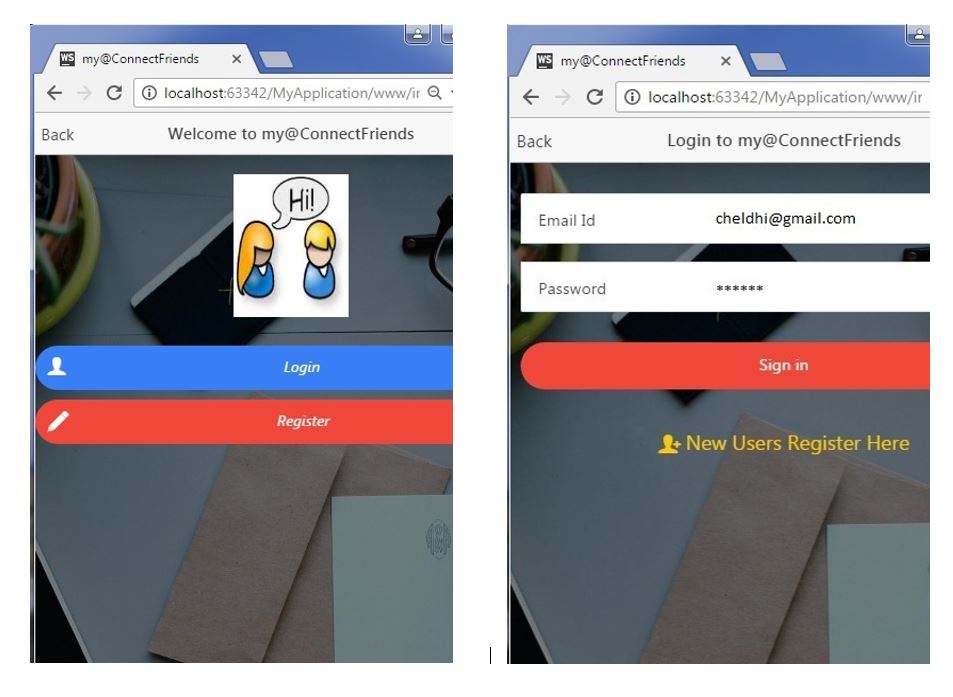 my@ConnectFriends
localhost:63342/MyApplication/www/ir
Back
Welcome to my@ConnectFriends
Hi!
Login
Register
my@ConnectFriends
localhost:63342/MyApplication/www/ir
Back
Login to my@ConnectFriends
Email Id
cheldhi@gmail.com
Password
******
Sign in
New Users Register Here